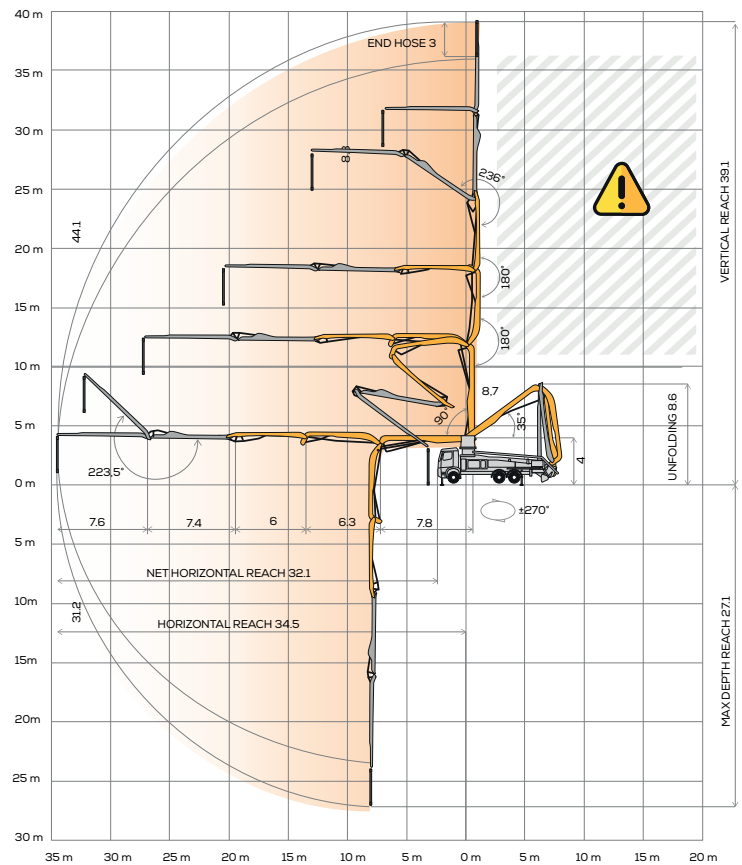 40 m
END HOSE 3
35 m
30 m
8.8
236°
25 m
44.1
VERTICAL REACH 39.1
20 m
180°
15 m
180°
10 m
8.7
90°
35°
UNFOLDING 8.6
5 m
4
223,5°
0 m
±270°
7.6
7.4
6
6.3
7.8
5 m
NET HORIZONTAL REACH 32.1
10m
31.2
HORIZONTAL REACH 34.5
MAX DEPTH REACH 27.1
15m
20 m
25 m
30 m
35 m
30 m
25 m
20 m
15 m
10 m
5 m
0 m
5 m
10 m
15 m
20 m